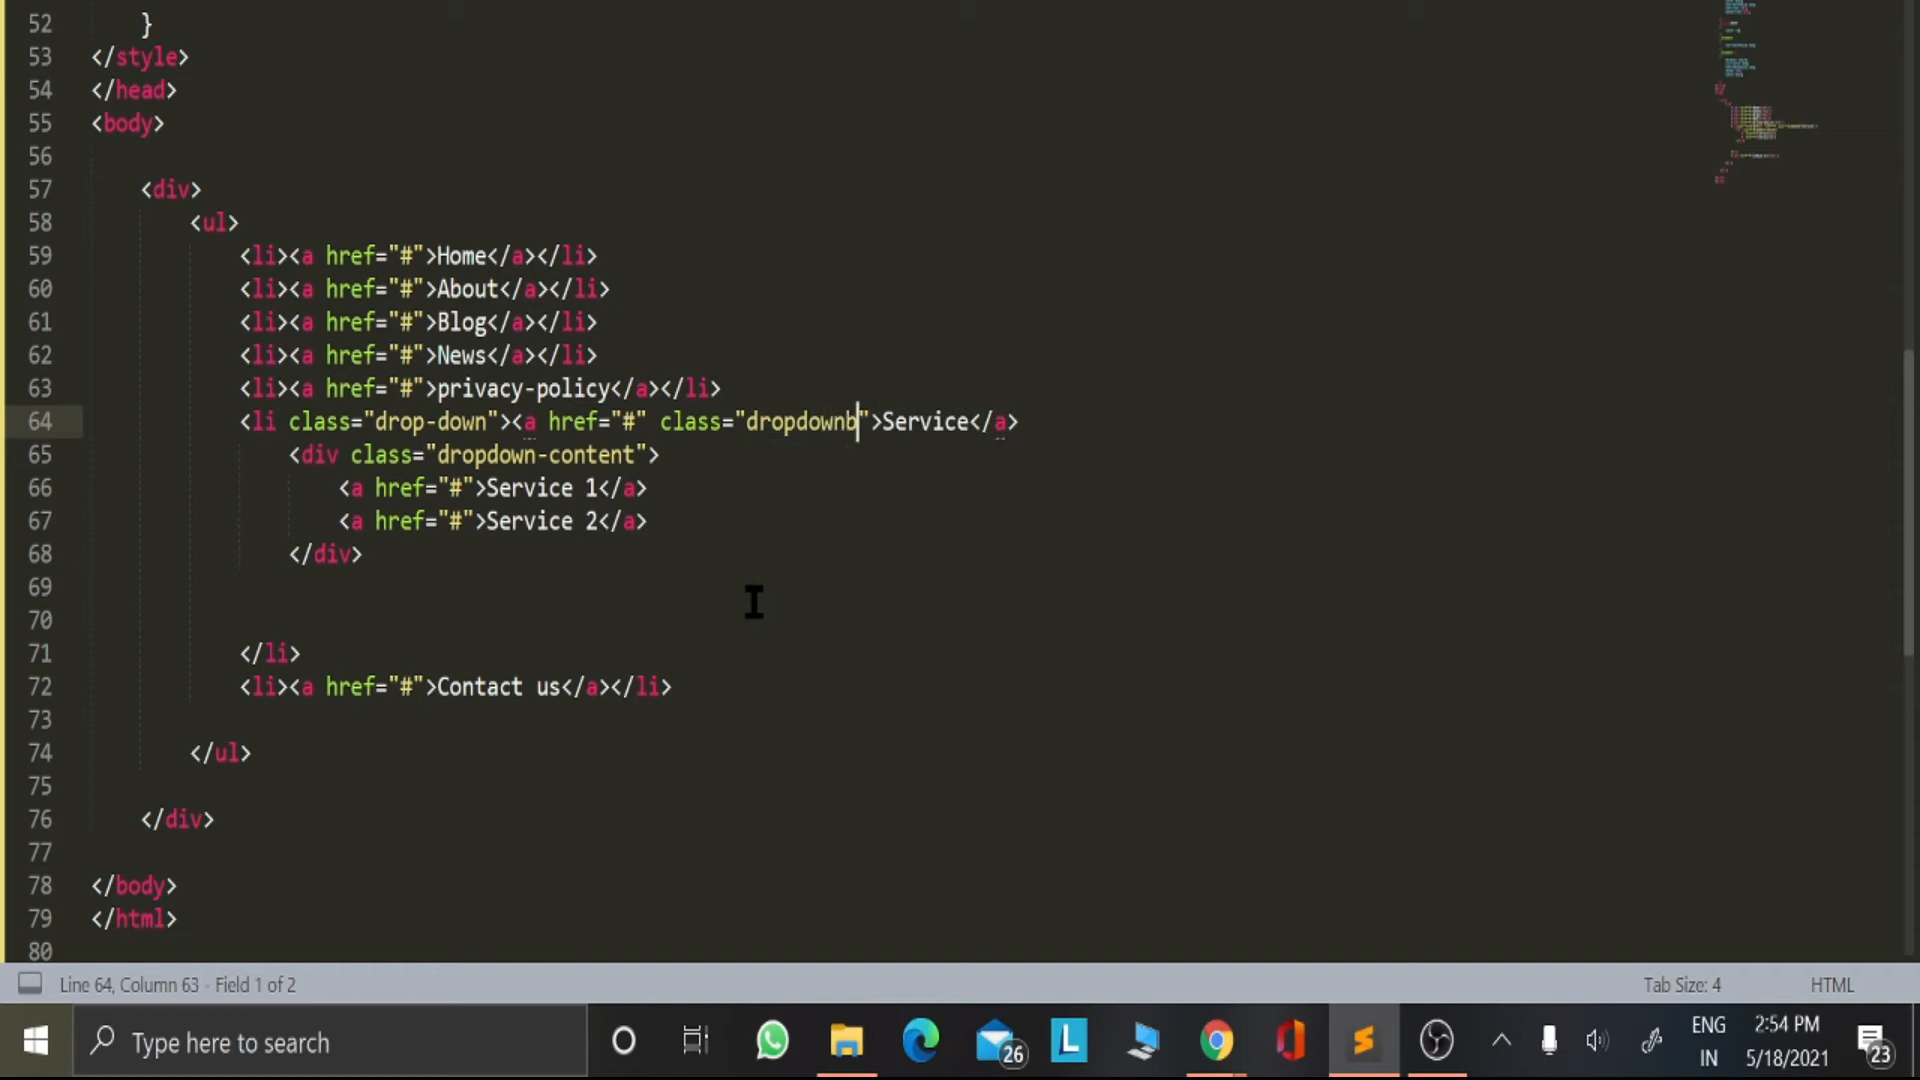 52 }
53 </style>
54 </head>
55 <body>
56
57 <div>
58 <ul>
59 <li><a href="#">Home</a></li>
60 <li><a href="#">About</a></li>
61 <li><a href="#">Blog</a></li>
62 <li><a href="#">News</a></li>
63 <li><a href="#">privacy-policy</a></li>
64 <li class="drop-down"><a href="#" class="dropdownb">Service</a>
65 <div class="dropdown-content">
66 <a href="#">Service 1</a>
67 <a href="#">Service 2</a>
68 </div>
69
70
71 </li>
72 <li><a href="#">Contact us</a></li>
73
74 </ul>
75
76 </div>
77
78 </body>
79 </html>
80
Line 64, Column 63 - Field 1 of 2 Tab Size: 4 HTML
Type here to search 26 L ENG 2:54 PM
IN 5/18/2021 23